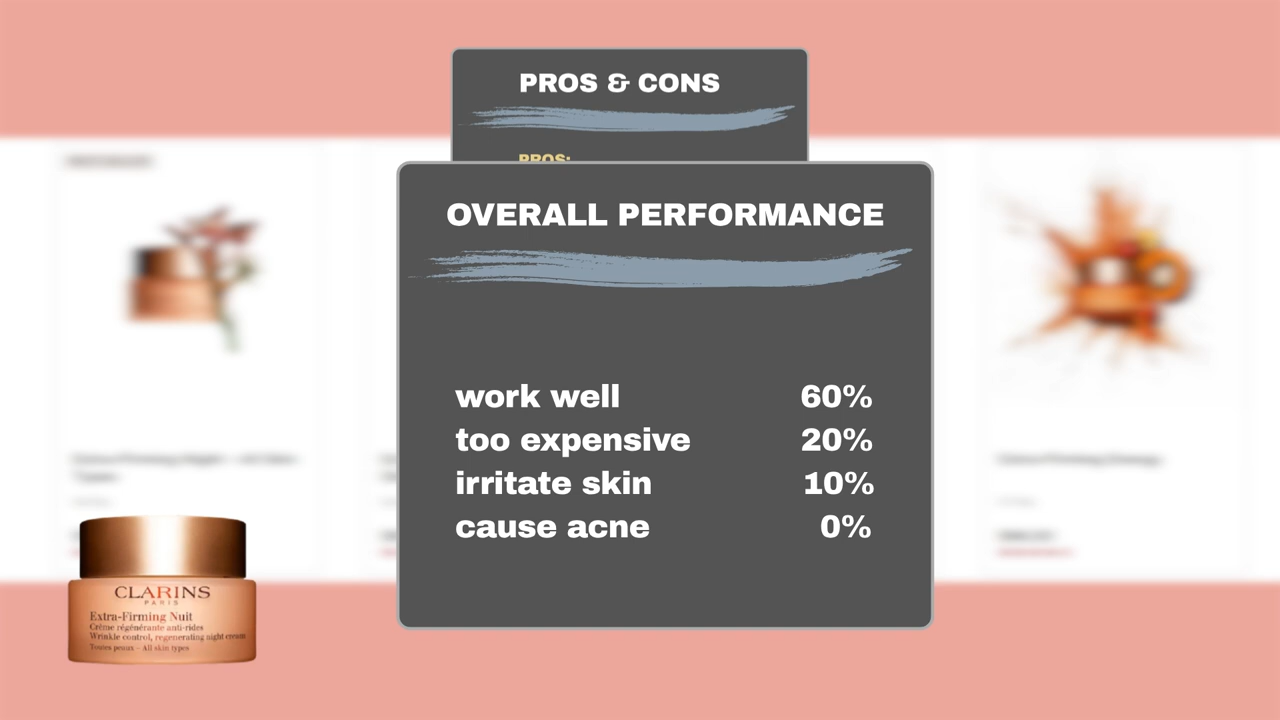 PROS & CONS
PROS:
OVERALL PERFORMANCE
work well 60%
too expensive 20%
irritate skin 10%
cause acne 0%
CLARINS
PARIS
Extra-Firming Nuit
Crème régénérante anti-rides
Wrinkle control, regenerating night cream
Toutes peaux - All skin types